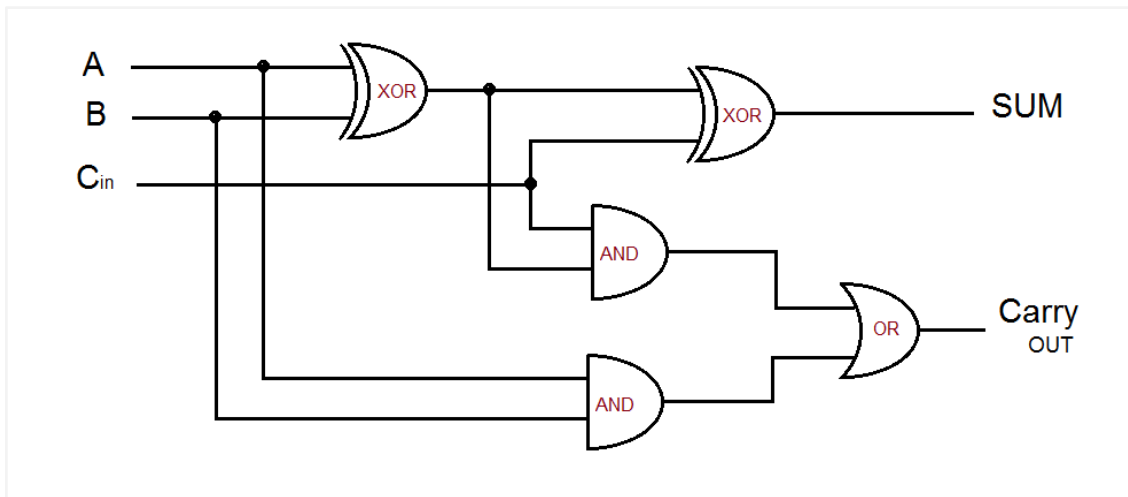 A
B
Cin
XOR
XOR
SUM
AND
AND
OR
Carry
OUT